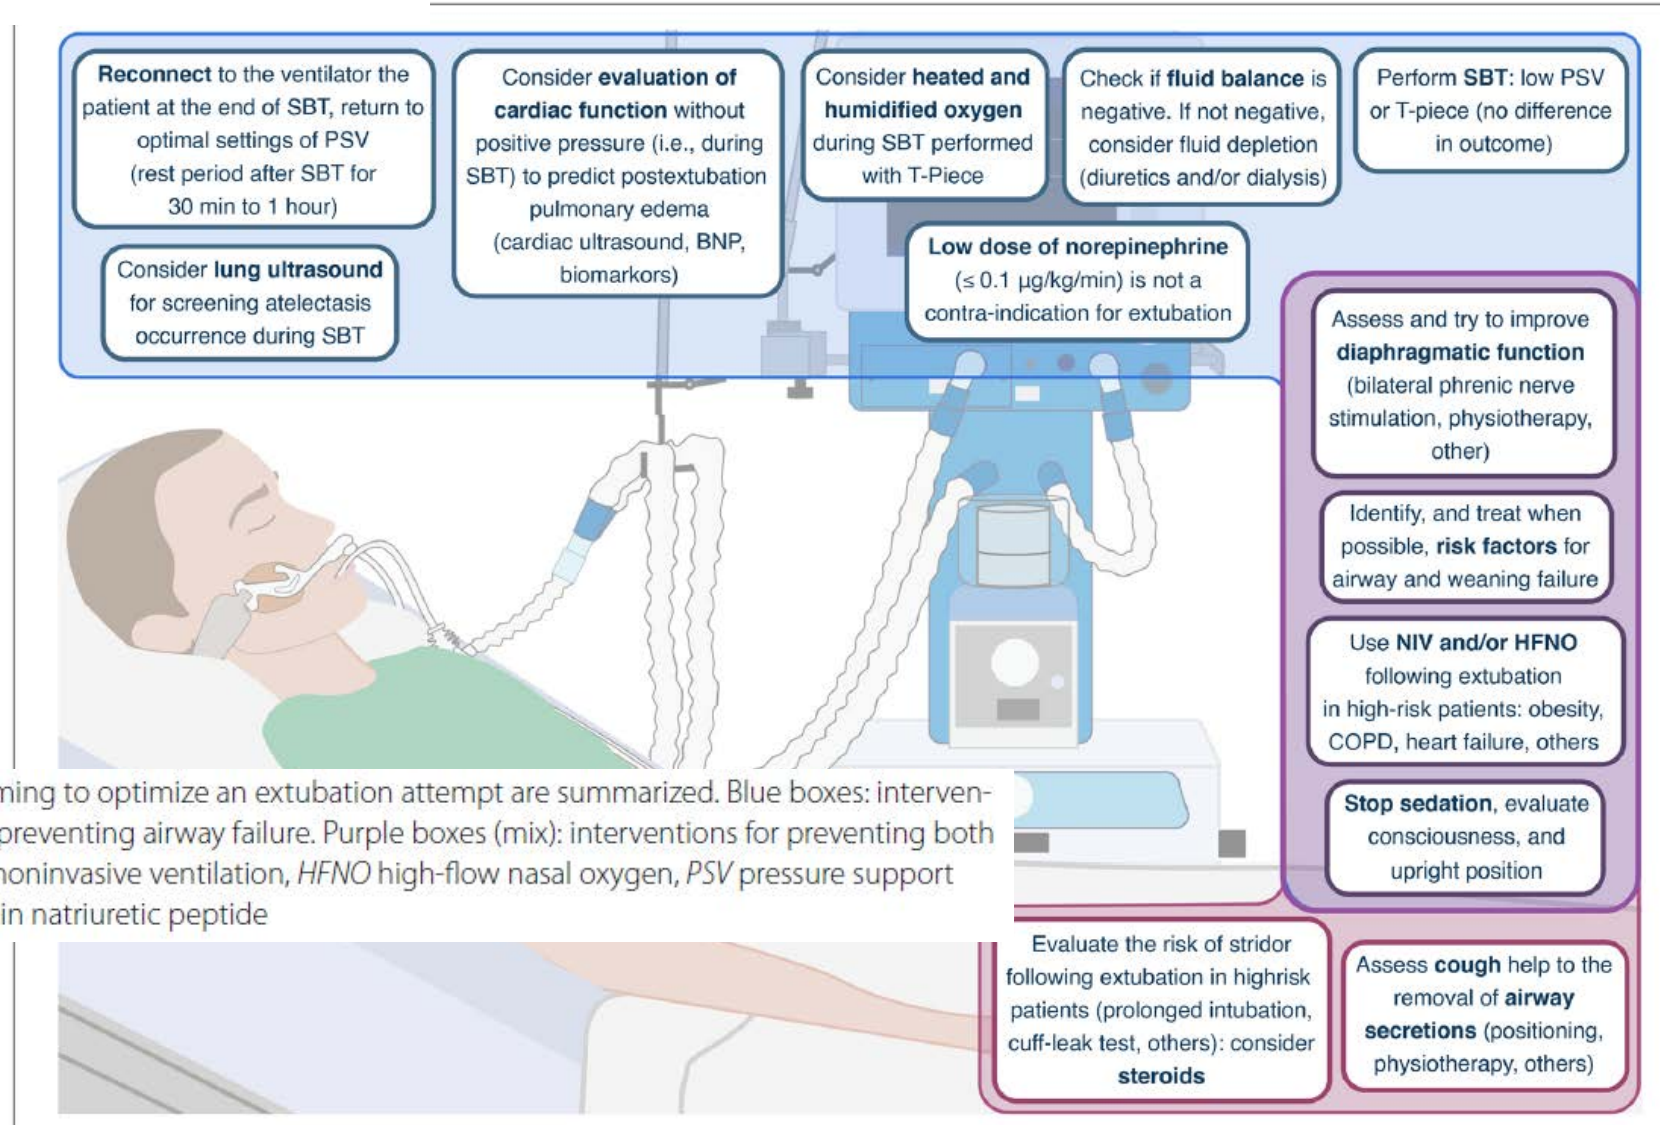 Reconnect to the ventilator the
patient at the end of SBT, return to
optimal settings of PSV
(rest period after SBT for
30 min to 1 hour)
Consider lung ultrasound
for screening atelectasis
occurrence during SBT
Consider evaluation of
cardiac function without
positive pressure (i.e., during
SBT) to predict postextubation
pulmonary edema
(cardiac ultrasound, BNP,
biomarkors)
Consider heated and
humidified oxygen
during SBT performed
with T-Piece
Check if fluid balance is
negative. If not negative,
consider fluid depletion
(diuretics and/or dialysis)
Perform SBT: low PSV
or T-piece (no difference
in outcome)
Low dose of norepinephrine
(≤ 0.1 µg/kg/min) is not a
contra-indication for extubation
Assess and try to improve
diaphragmatic function
(bilateral phrenic nerve
stimulation, physiotherapy,
other)
Identify, and treat when
possible, risk factors for
airway and weaning failure
Use NIV and/or HFNO
following extubation
in high-risk patients: obesity,
COPD, heart failure, others
Stop sedation, evaluate
consciousness, and
upright position
ming to optimize an extubation attempt are summarized. Blue boxes: interven-
preventing airway failure. Purple boxes (mix): interventions for preventing both
noninvasive ventilation, HFNO high-flow nasal oxygen, PSV pressure support
in natriuretic peptide
Evaluate the risk of stridor
following extubation in highrisk
patients (prolonged intubation,
cuff-leak test, others): consider
steroids
Assess cough help to the
removal of airway
secretions (positioning,
physiotherapy, others)